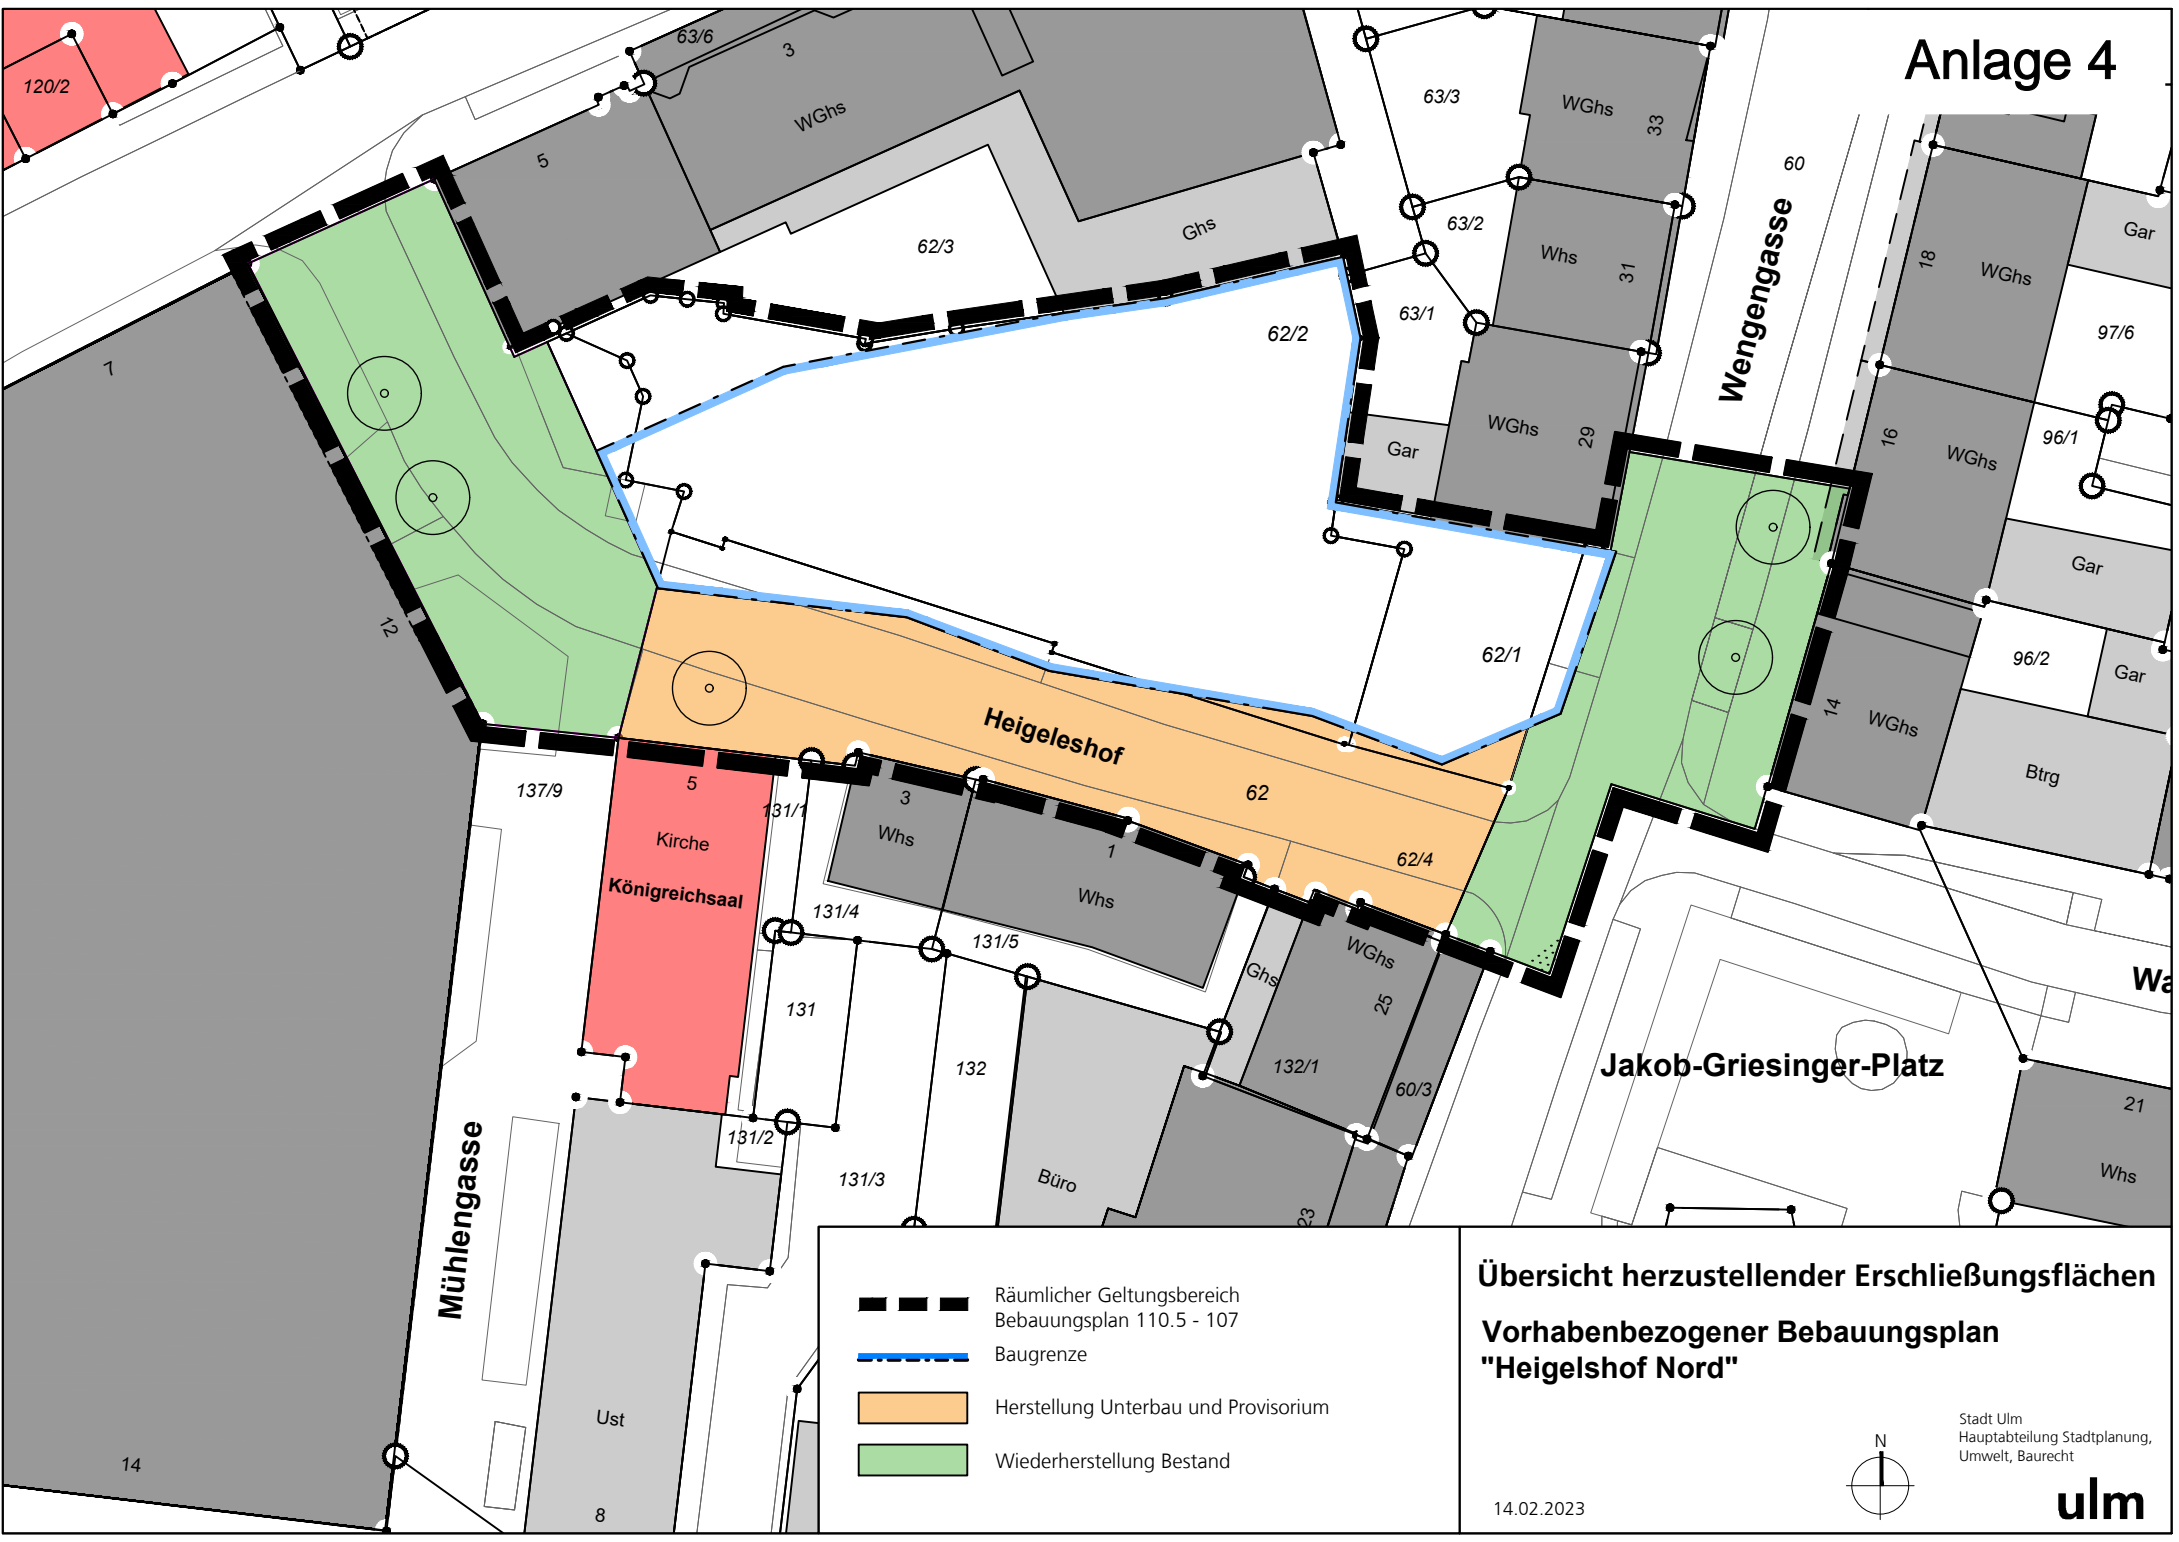 Anlage 4
120/2
63/6
3
WGhs
5
63/3
WGhs
33
60
63/2
Whs
31
Wengengasse
62/3
Ghs
62/2
63/1
Gar
WGhs
29
18
WGhs
Gar
97/6
16
WGhs
96/1
Gar
96/2
Gar
14
WGhs
Btrg
7
12
62/1
Heigeleshof
62
62/4
137/9
5
Kirche
Königreichsaal
131/1
3
Whs
1
Whs
131/4
131/5
131
132
Ghs
WGhs
25
132/1
60/3
Wa
Jakob-Griesinger-Platz
21
Whs
131/2
131/3
Büro
23
Mühlengasse
Ust
8
14
Räumlicher Geltungsbereich
Bebauungsplan 110.5 - 107
Baugrenze
Herstellung Unterbau und Provisorium
Wiederherstellung Bestand
Übersicht herzustellender Erschließungsflächen
Vorhabenbezogener Bebauungsplan
"Heigelshof Nord"
Stadt Ulm
Hauptabteilung Stadtplanung,
Umwelt, Baurecht
N
14.02.2023
ulm